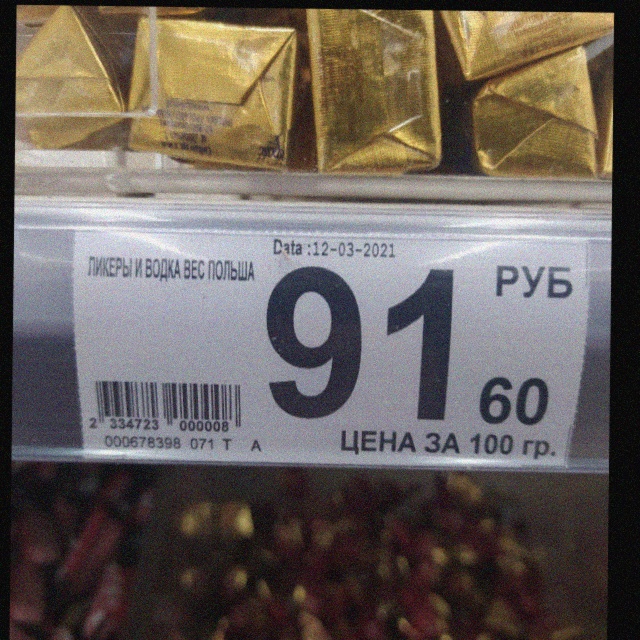 Data :12-03-2021
ЛИКЕРЫ И ВОДКА ВЕС ПОЛЬША
РУБ
91 60
2 334723 000008
000678398 071 T A
ЦЕНА ЗА 100 гр.